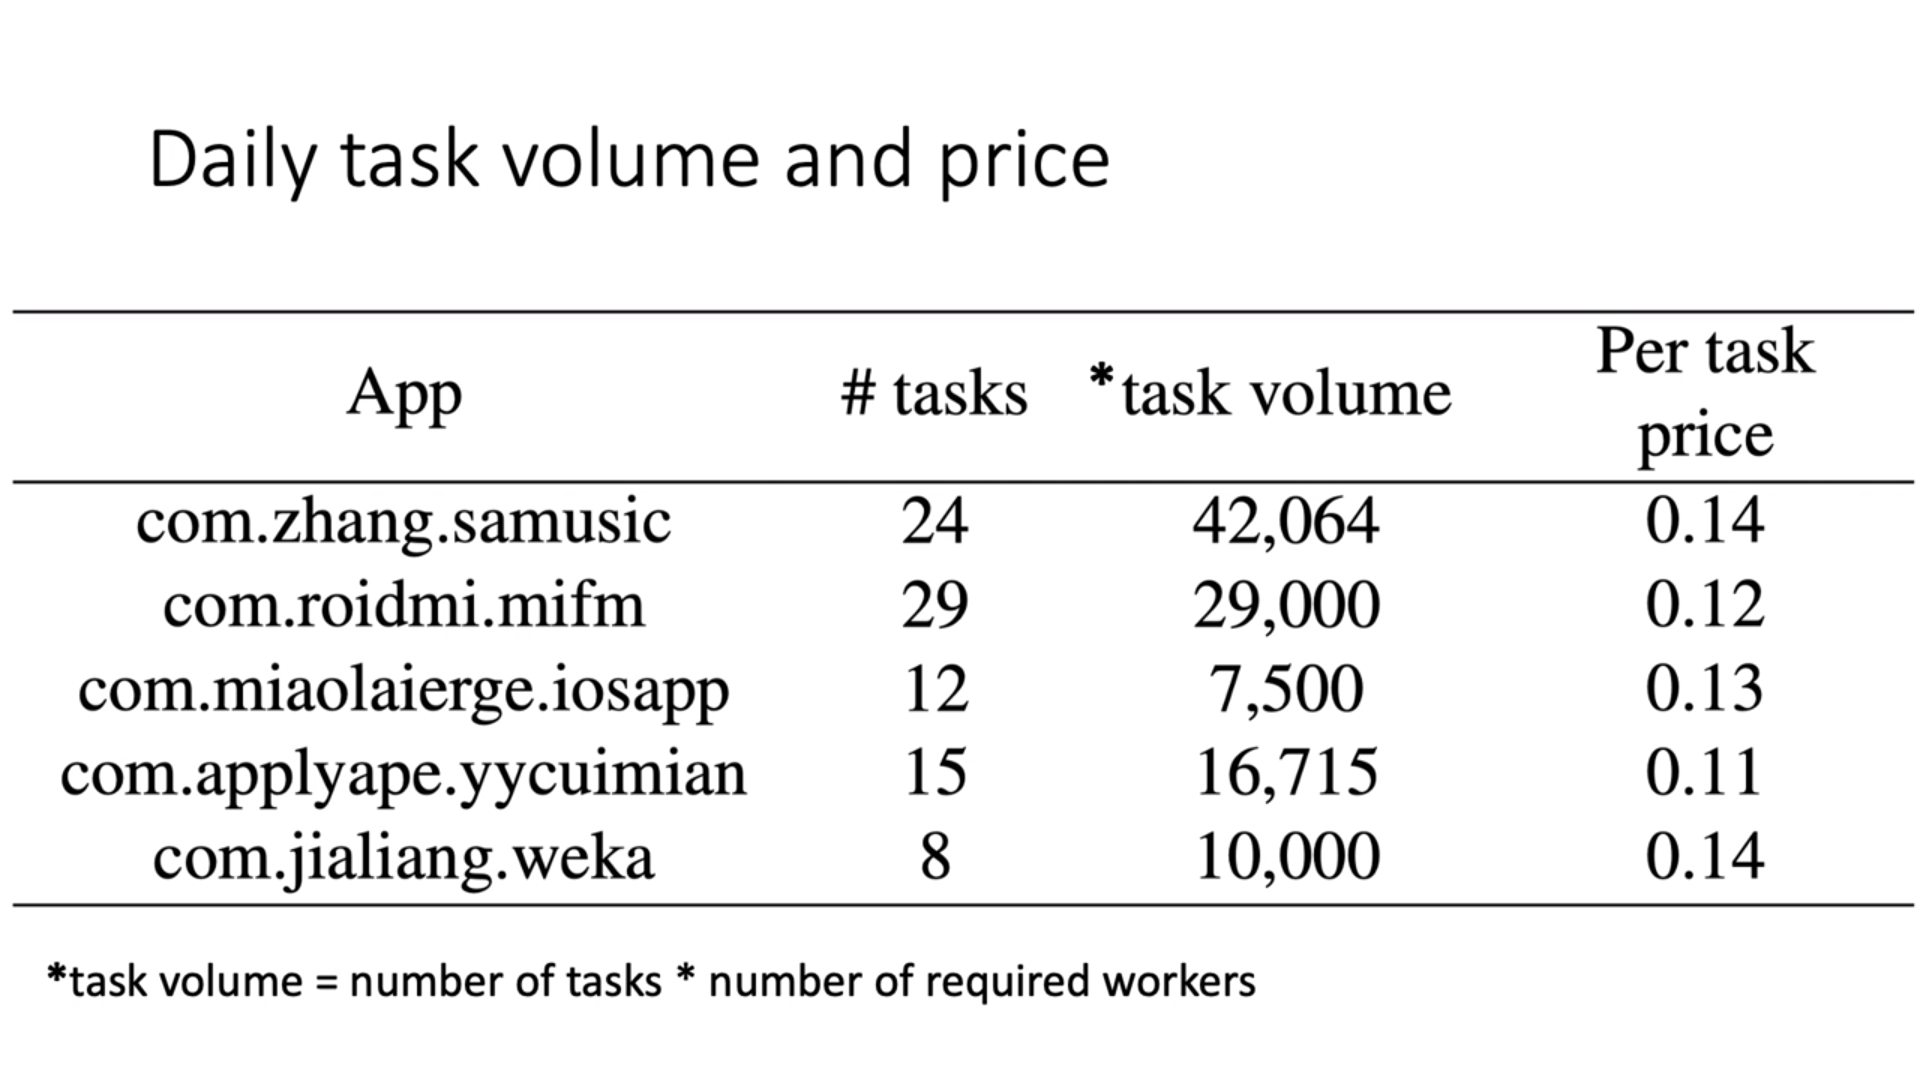 Daily task volume and price
App # tasks *task volume Per task price
com.zhang.samusic 24 42,064 0.14
com.roidmi.mifm 29 29,000 0.12
com.miaolaierge.iosapp 12 7,500 0.13
com.applyape.yycuimian 15 16,715 0.11
com.jialiang.weka 8 10,000 0.14
*task volume = number of tasks * number of required workers